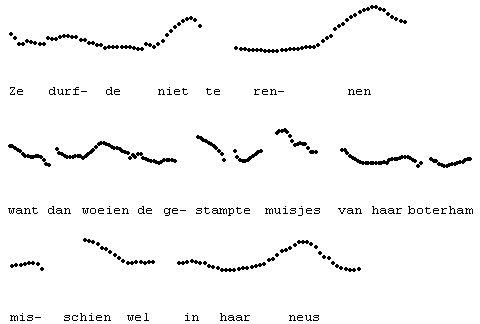 Ze durf- de niet te ren- nen
want dan woeien de ge- stampte muisjes van haar boterham
mis- schien wel in haar neus